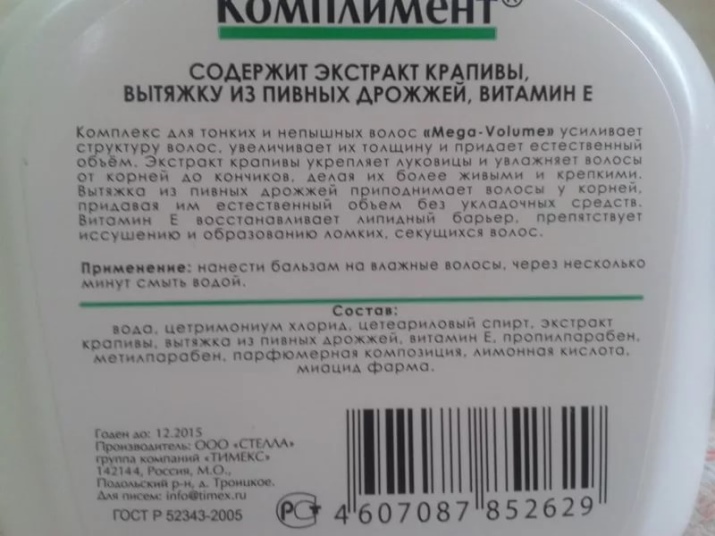 Комплимент®
СОДЕРЖИТ ЭКСТРАКТ КРАПИВЫ,
ВЫТЯЖКУ ИЗ ПИВНЫХ ДРОЖЖЕЙ, ВИТАМИН Е
Комплекс для тонких и непышных волос «Mega-Volume» усиливает
структуру волос, увеличивает их толщину и придает естественный
объём. Экстракт крапивы укрепляет луковицы и увлажняет волосы
от корней до кончиков, делая их более живыми и крепкими.
Вытяжка из пивных дрожжей приподнимает волосы у корней,
придавая им естественный объем без укладочных средств.
Витамин Е восстанавливает липидный барьер, препятствует
иссушению и образованию ломких, секущихся волос.
Применение: нанести бальзам на влажные волосы, через несколько
минут смыть водой.
Состав:
вода, цетримониум хлорид, цетеариловый спирт, экстракт
крапивы, вытяжка из пивных дрожжей, витамин Е, пропилпарабен,
метилпарабен, парфюмерная композиция, лимонная кислота,
миацид фарма.
Годен до: 12.2015
Производитель: ООО «СТЕЛЛА»
группа компаний «ТИМЕКС»
142144, Россия, М.О.,
Подольский р-н, д. Троицкое.
Для писем: info@timex.ru
ГОСТ Р 52343-2005
РСТ
4 607087 852629